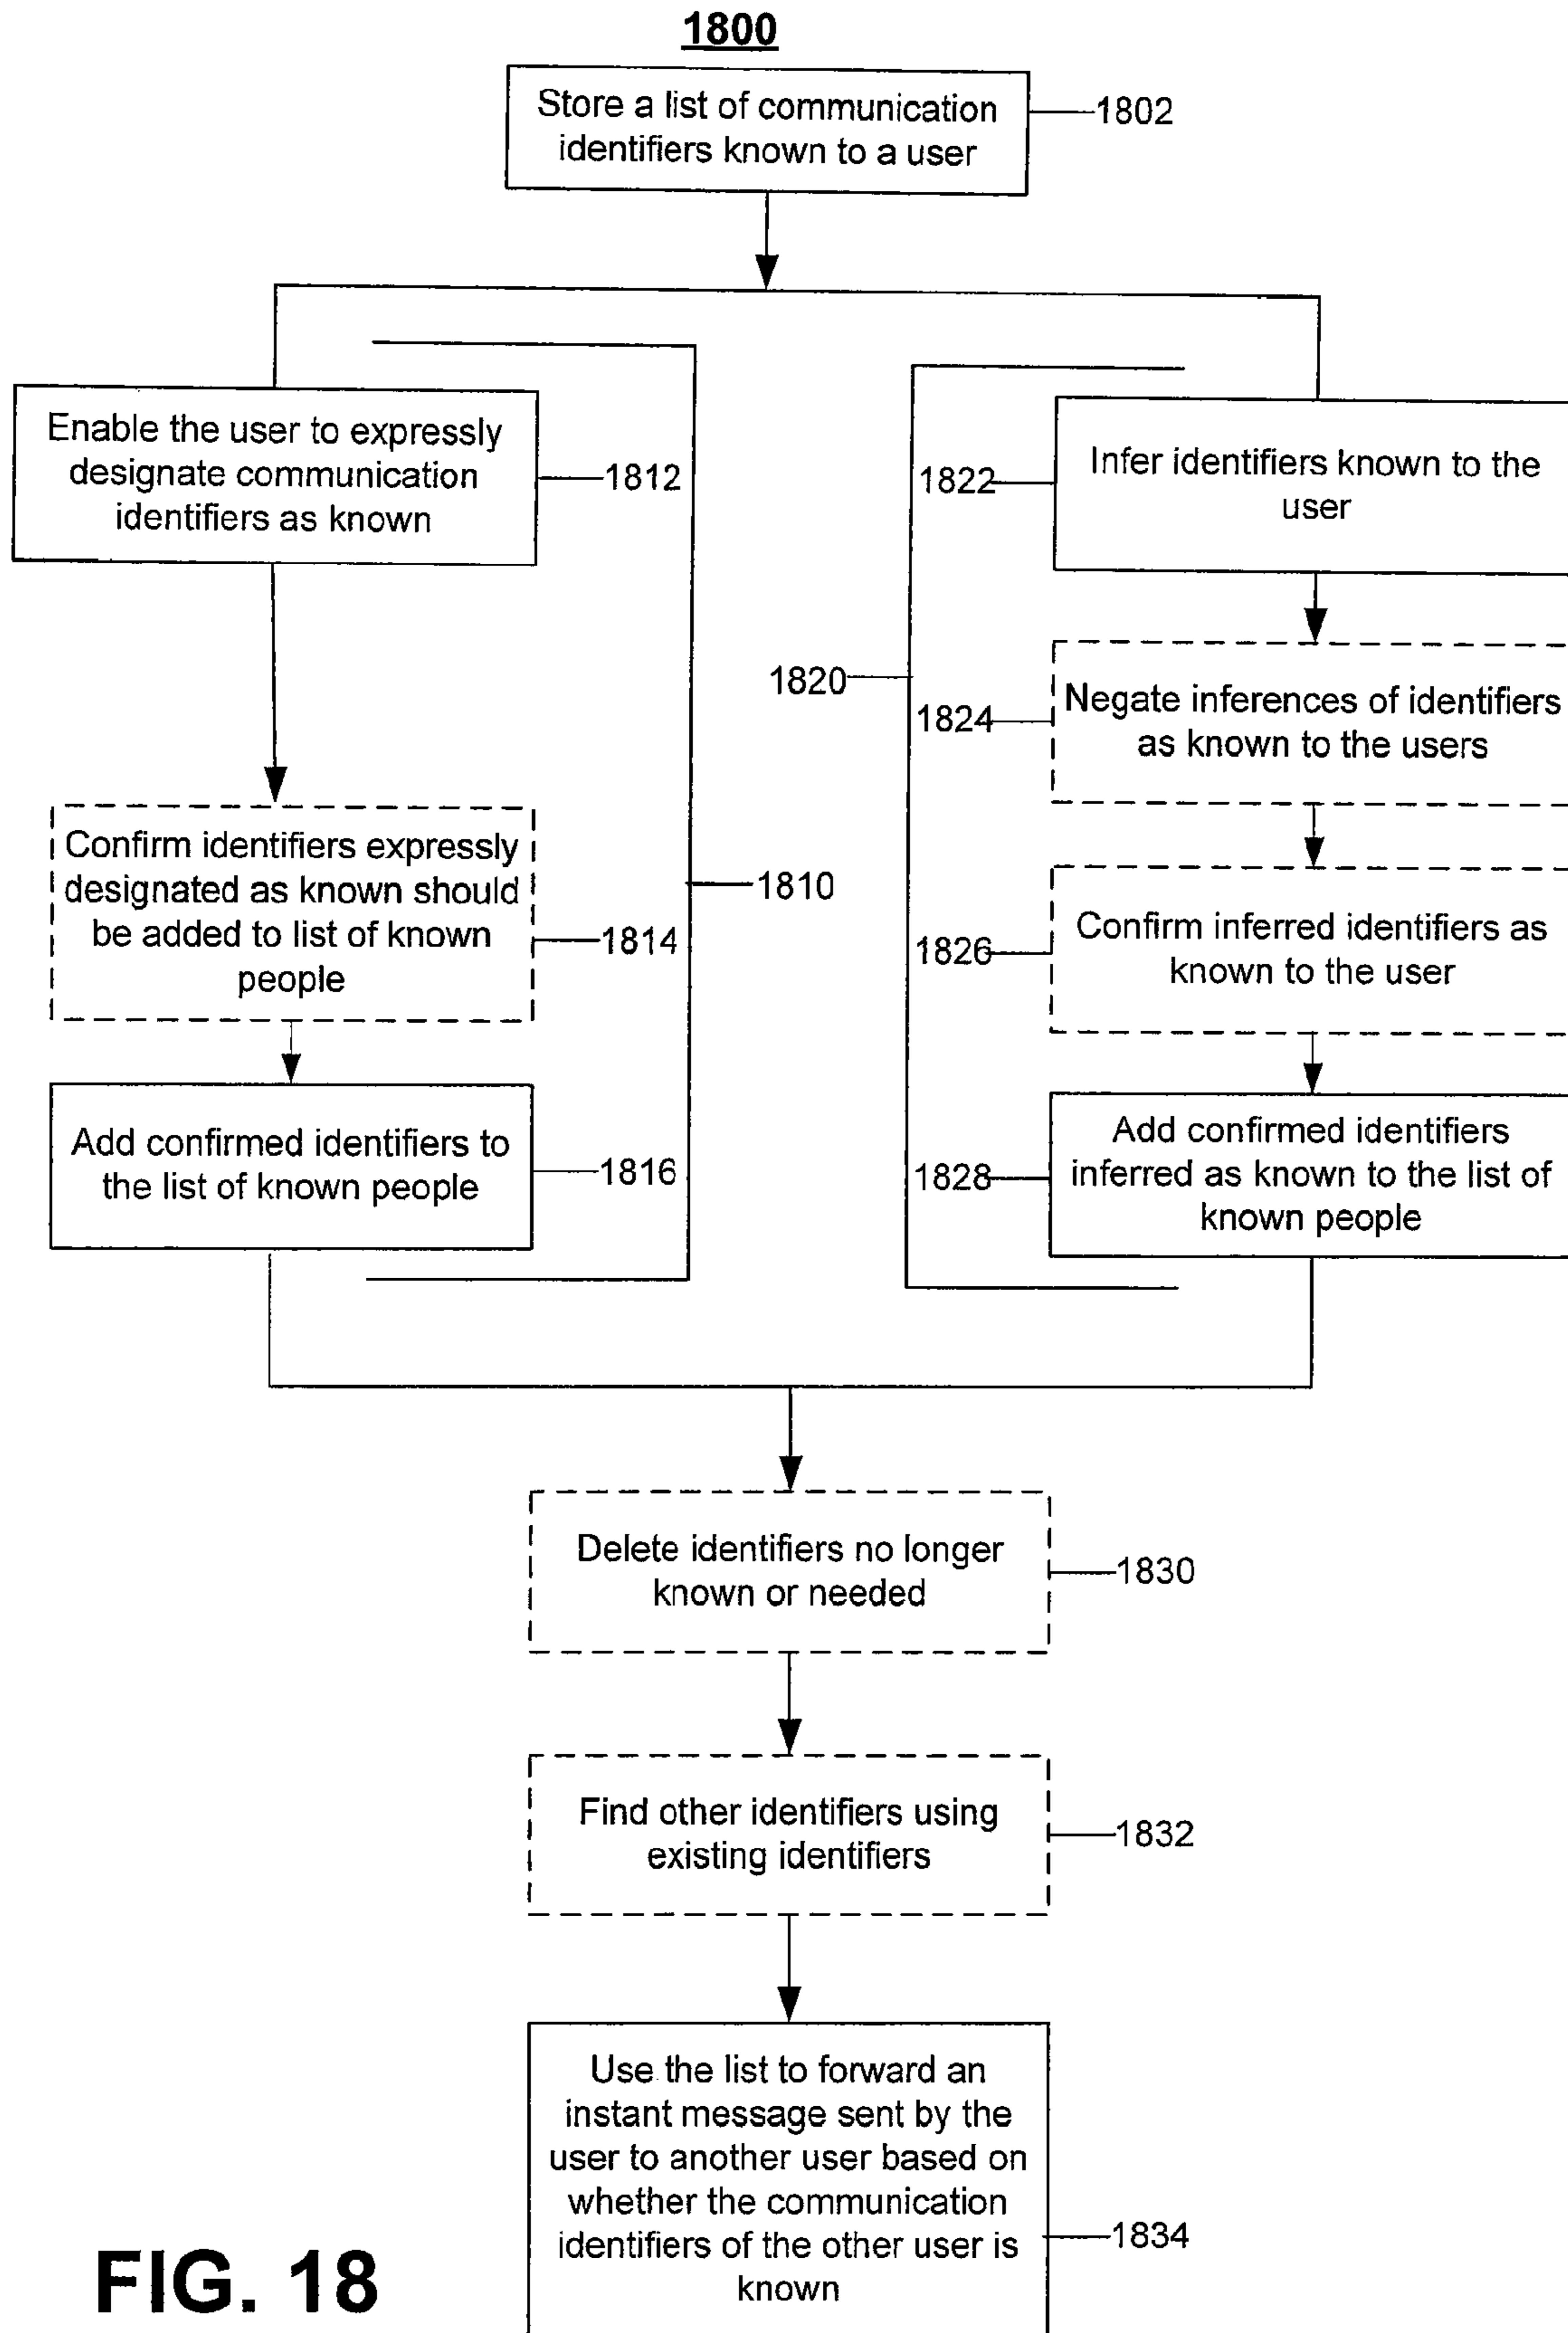 1800
Store a list of communication
identifiers known to a user
1802
Enable the user to expressly
designate communication
identifiers as known
1812
Confirm identifiers expressly
designated as known should
be added to list of known
people
1814
Add confirmed identifiers to
the list of known people
1816
1810
1820
1822
Infer identifiers known to the
user
1824
Negate inferences of identifiers
as known to the users
1826
Confirm inferred identifiers as
known to the user
1828
Add confirmed identifiers
inferred as known to the list of
known people
Delete identifiers no longer
known or needed
1830
Find other identifiers using
existing identifiers
1832
Use the list to forward an
instant message sent by the
user to another user based on
whether the communication
identifiers of the other user is
known
1834
FIG. 18